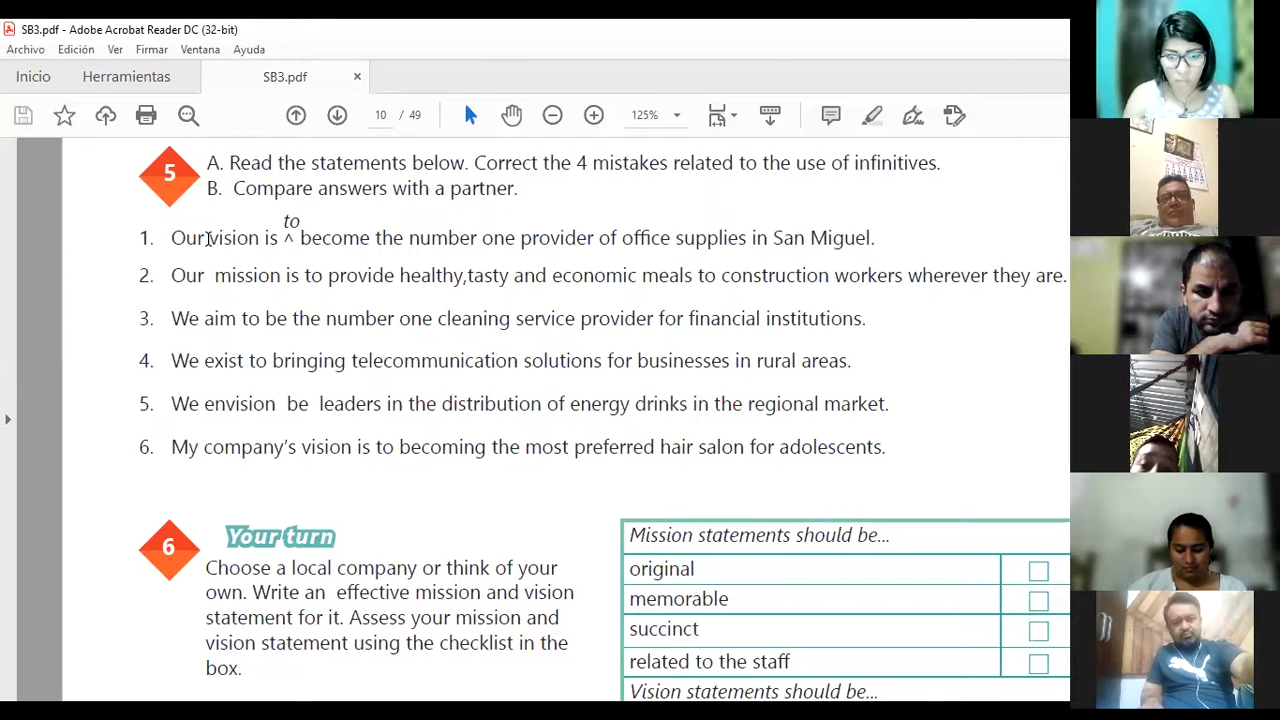 SB3.pdf - Adobe Acrobat Reader DC (32-bit)
Archivo Edición Ver Firmar Ventana Ayuda
Inicio Herramientas SB3.pdf ×
10 / 49 125%
5
A. Read the statements below. Correct the 4 mistakes related to the use of infinitives.
B. Compare answers with a partner.
to
1. Our vision is ^ become the number one provider of office supplies in San Miguel.
2. Our mission is to provide healthy,tasty and economic meals to construction workers wherever they are.
3. We aim to be the number one cleaning service provider for financial institutions.
4. We exist to bringing telecommunication solutions for businesses in rural areas.
5. We envision be leaders in the distribution of energy drinks in the regional market.
6. My company's vision is to becoming the most preferred hair salon for adolescents.
6
Your turn
Choose a local company or think of your
own. Write an effective mission and vision
statement for it. Assess your mission and
vision statement using the checklist in the
box.
Mission statements should be...
original
memorable
succinct
related to the staff
Vision statements should be...